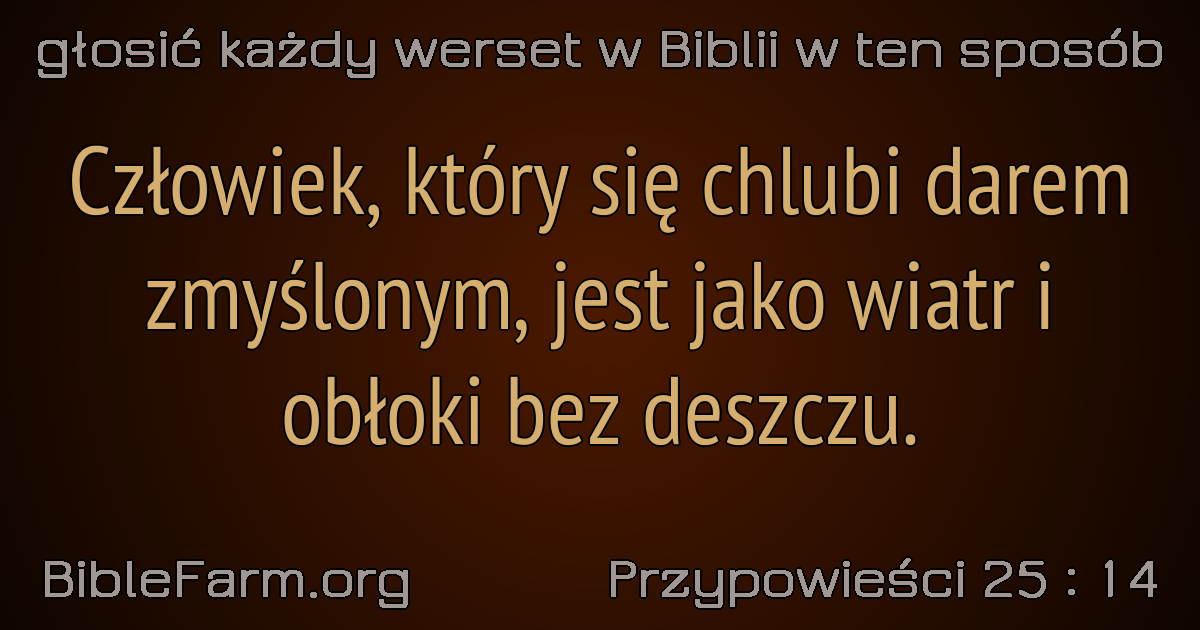 głosić każdy werset w Biblii w ten sposób
Człowiek, który się chlubi darem
zmyślonym, jest jako wiatr i
obłoki bez deszczu.
BibleFarm.org
Przypowieści 25 : 14